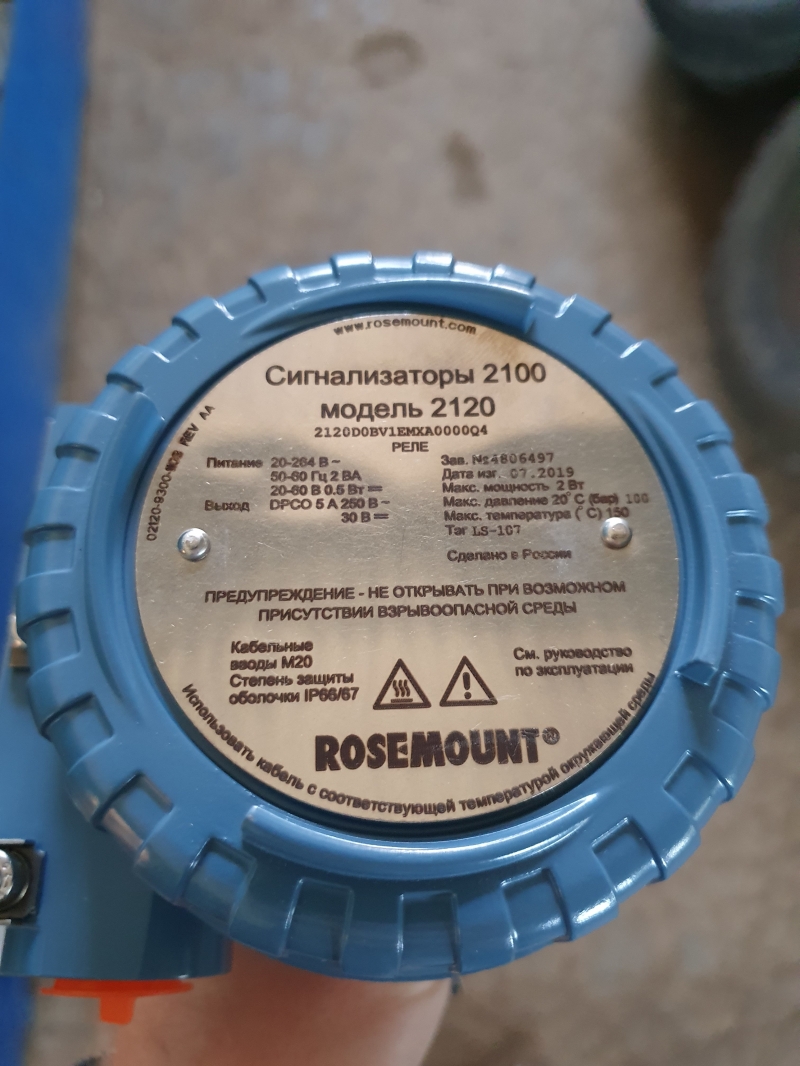 www.rosemount.com
Сигнализаторы 2100
модель 2120
2120D0BV1EMXA0000Q4
РЕЛЕ
Питание 20-264 В ~
50-60 Гц 2 ВА
20-60 В 0.5 Вт ⎓
Выход DPCO 5 А 250 В ~
30 В ⎓
Зав. №4806497
Дата изг. 07.2019
Макс. мощность 2 Вт
Макс. давление 20°С (бар) 100
Макс. температура (°С) 150
Таг LS-107
Сделано в России
02120-9300- REV AA
ПРЕДУПРЕЖДЕНИЕ - НЕ ОТКРЫВАТЬ ПРИ ВОЗМОЖНОМ
ПРИСУТСТВИИ ВЗРЫВООПАСНОЙ СРЕДЫ
Кабельные
вводы М20
Степень защиты
оболочки IP66/67
См. руководство
по эксплуатации
ROSEMOUNT®
Использовать кабель с соответствующей температурой окружающей среды